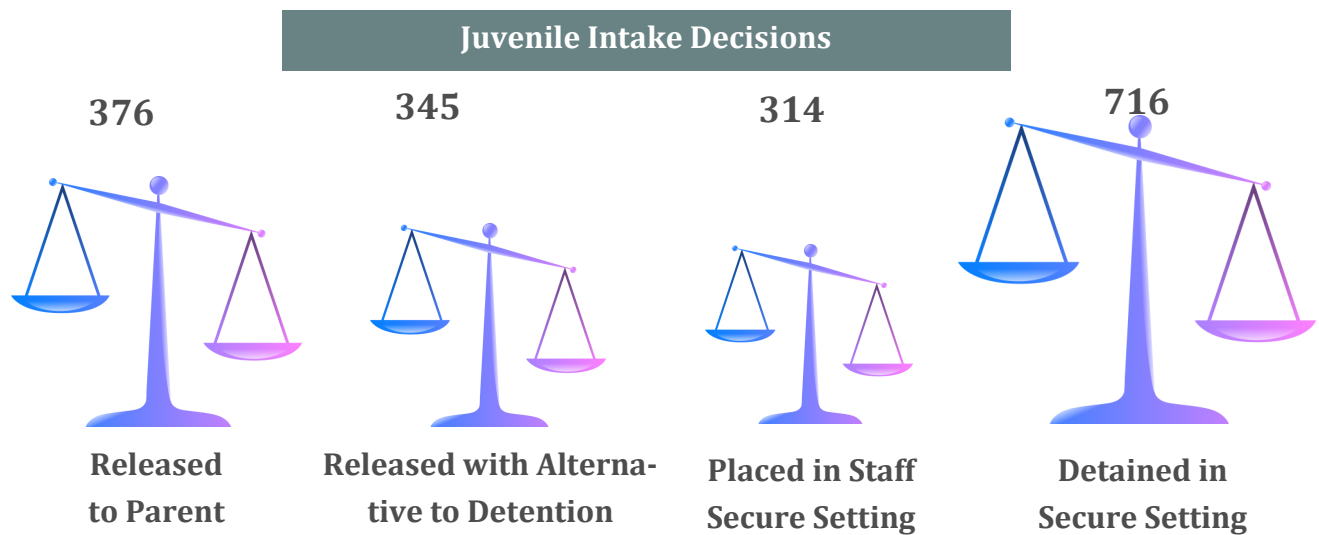 Juvenile Intake Decisions
376
345
314
716
Released
to Parent
Released with Alterna-
tive to Detention
Placed in Staff
Secure Setting
Detained in
Secure Setting